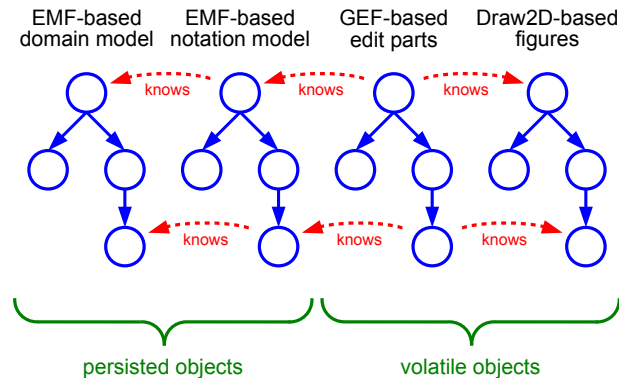 EMF-based
domain model
EMF-based
notation model
GEF-based
edit parts
Draw2D-based
figures
knows
knows
knows
knows
knows
knows
persisted objects
volatile objects